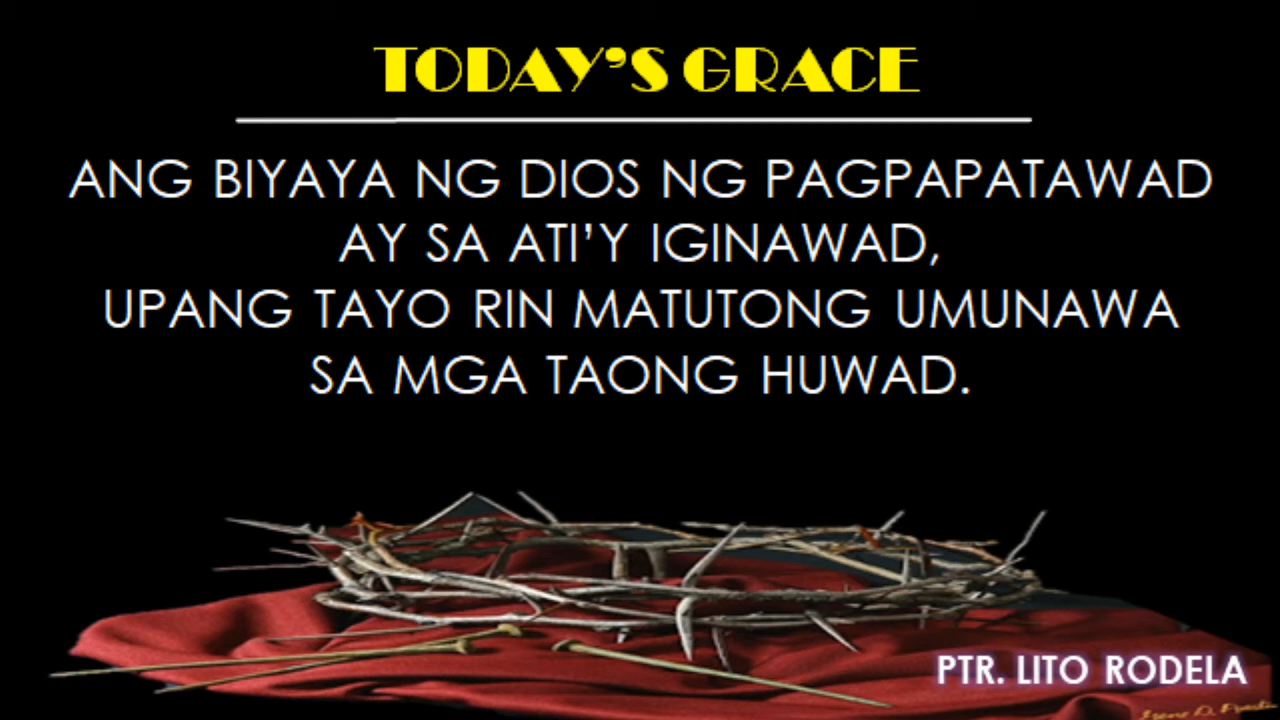 TODAY'S GRACE
ANG BIYAYA NG DIOS NG PAGPAPATAWAD
AY SA ATI'Y IGINAWAD,
UPANG TAYO RIN MATUTONG UMUNAWA
SA MGA TAONG HUWAD.
PTR. LITO RODELA